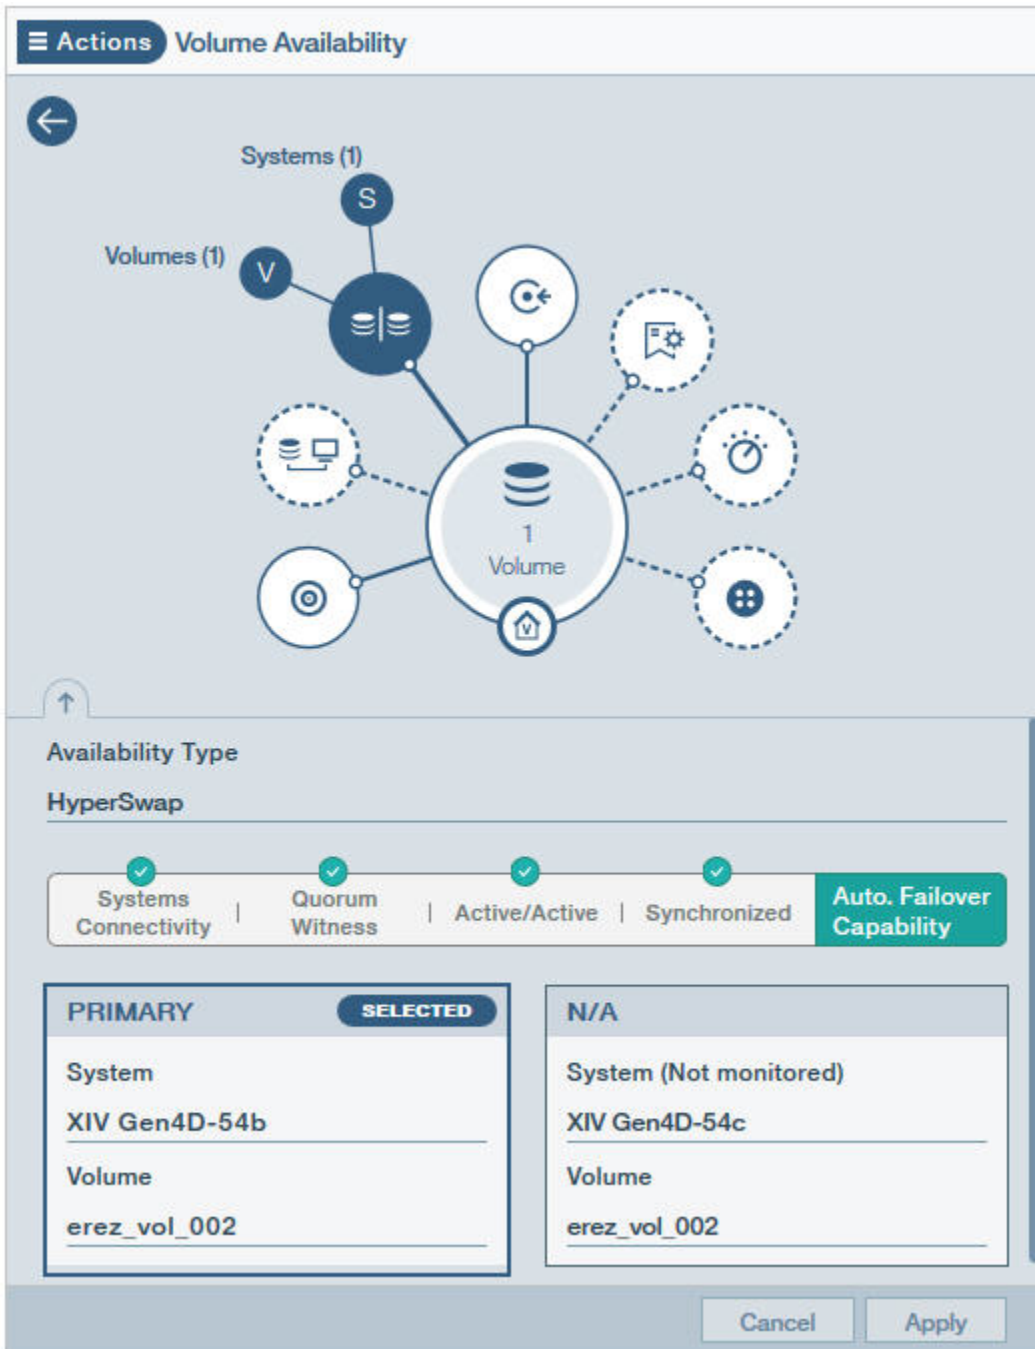 Actions Volume Availability
Systems (1)
S
Volumes (1)
V
1
Volume
V
Availability Type
HyperSwap
Systems Connectivity | Quorum Witness | Active/Active | Synchronized Auto. Failover Capability
PRIMARY SELECTED
System
XIV Gen4D-54b
Volume
erez_vol_002
N/A
System (Not monitored)
XIV Gen4D-54c
Volume
erez_vol_002
Cancel Apply